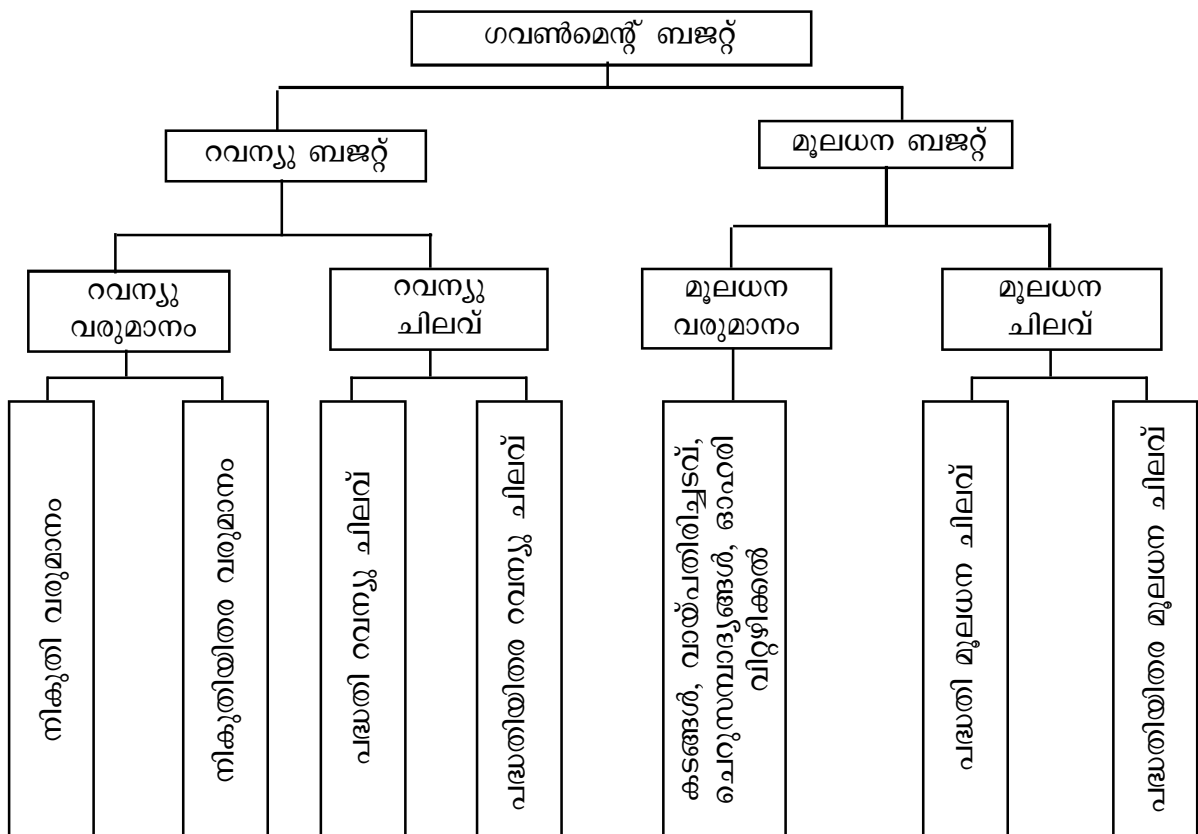 ഗവൺമെന്റ് ബജറ്റ്
റവന്യു ബജറ്റ്
മൂലധന ബജറ്റ്
റവന്യു
വരുമാനം
റവന്യു
ചിലവ്
മൂലധന
വരുമാനം
മൂലധന
ചിലവ്
നികുതി വരുമാനം
നികുതിയിതര വരുമാനം
പദ്ധതി റവന്യു ചിലവ്
പദ്ധതിയിതര റവന്യു ചിലവ്
കടങ്ങൾ, വായ്പതിരിച്ചടവ്,
ചെറുസമ്പാദ്യങ്ങൾ, ഓഹരി
വിറ്റഴിക്കൽ
പദ്ധതി മൂലധന ചിലവ്
പദ്ധതിയിതര മൂലധന ചിലവ്